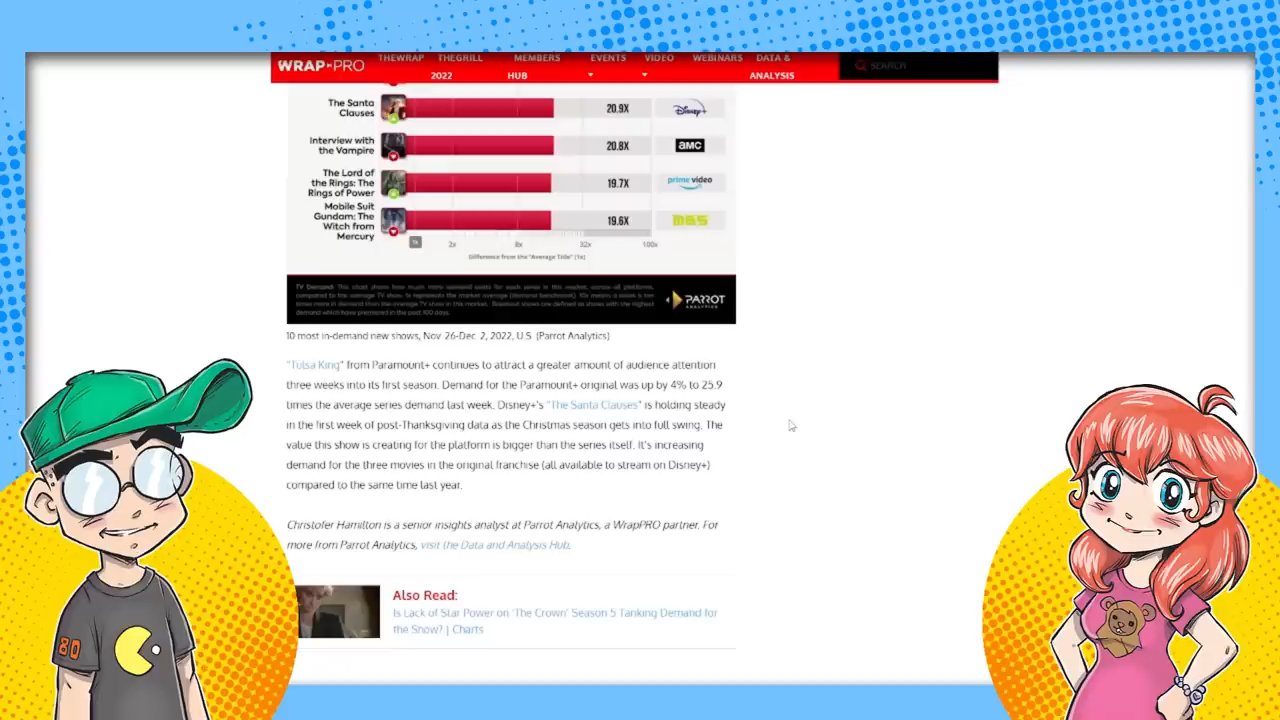 WRAP PRO
THEWRAP THEGRILL 2022 MEMBERS HUB EVENTS VIDEO WEBINARS DATA & ANALYSIS
SEARCH
The Santa Clauses 20.9X Disney+
Interview with the Vampire 20.8X AMC
The Lord of the Rings: The Rings of Power 19.7X prime video
Mobile Suit Gundam: The Witch from Mercury 19.6X MBS
1x 2x 8x 32x 100x
Difference from the "Average Title" (1x)
TV Demand: This chart shows how much more demand exists for each series in this market, across all platforms,
compared to the average TV show. 1x represents the market average (demand benchmark). 10x means a series is ten
times more in demand than the average TV show in this market. Breakout shows are defined as shows with the highest
demand which have premiered in the past 100 days.
PARROT
ANALYTICS
10 most in-demand new shows, Nov. 26-Dec. 2, 2022, U.S. (Parrot Analytics)
"Tulsa King" from Paramount+ continues to attract a greater amount of audience attention
three weeks into its first season. Demand for the Paramount+ original was up by 4% to 25.9
times the average series demand last week. Disney+'s "The Santa Clauses" is holding steady
in the first week of post-Thanksgiving data as the Christmas season gets into full swing. The
value this show is creating for the platform is bigger than the series itself. It's increasing
demand for the three movies in the original franchise (all available to stream on Disney+)
compared to the same time last year.
Christofer Hamilton is a senior insights analyst at Parrot Analytics, a WrapPRO partner. For
more from Parrot Analytics, visit the Data and Analysis Hub.
Also Read:
Is Lack of Star Power on 'The Crown' Season 5 Tanking Demand for
the Show? | Charts
80